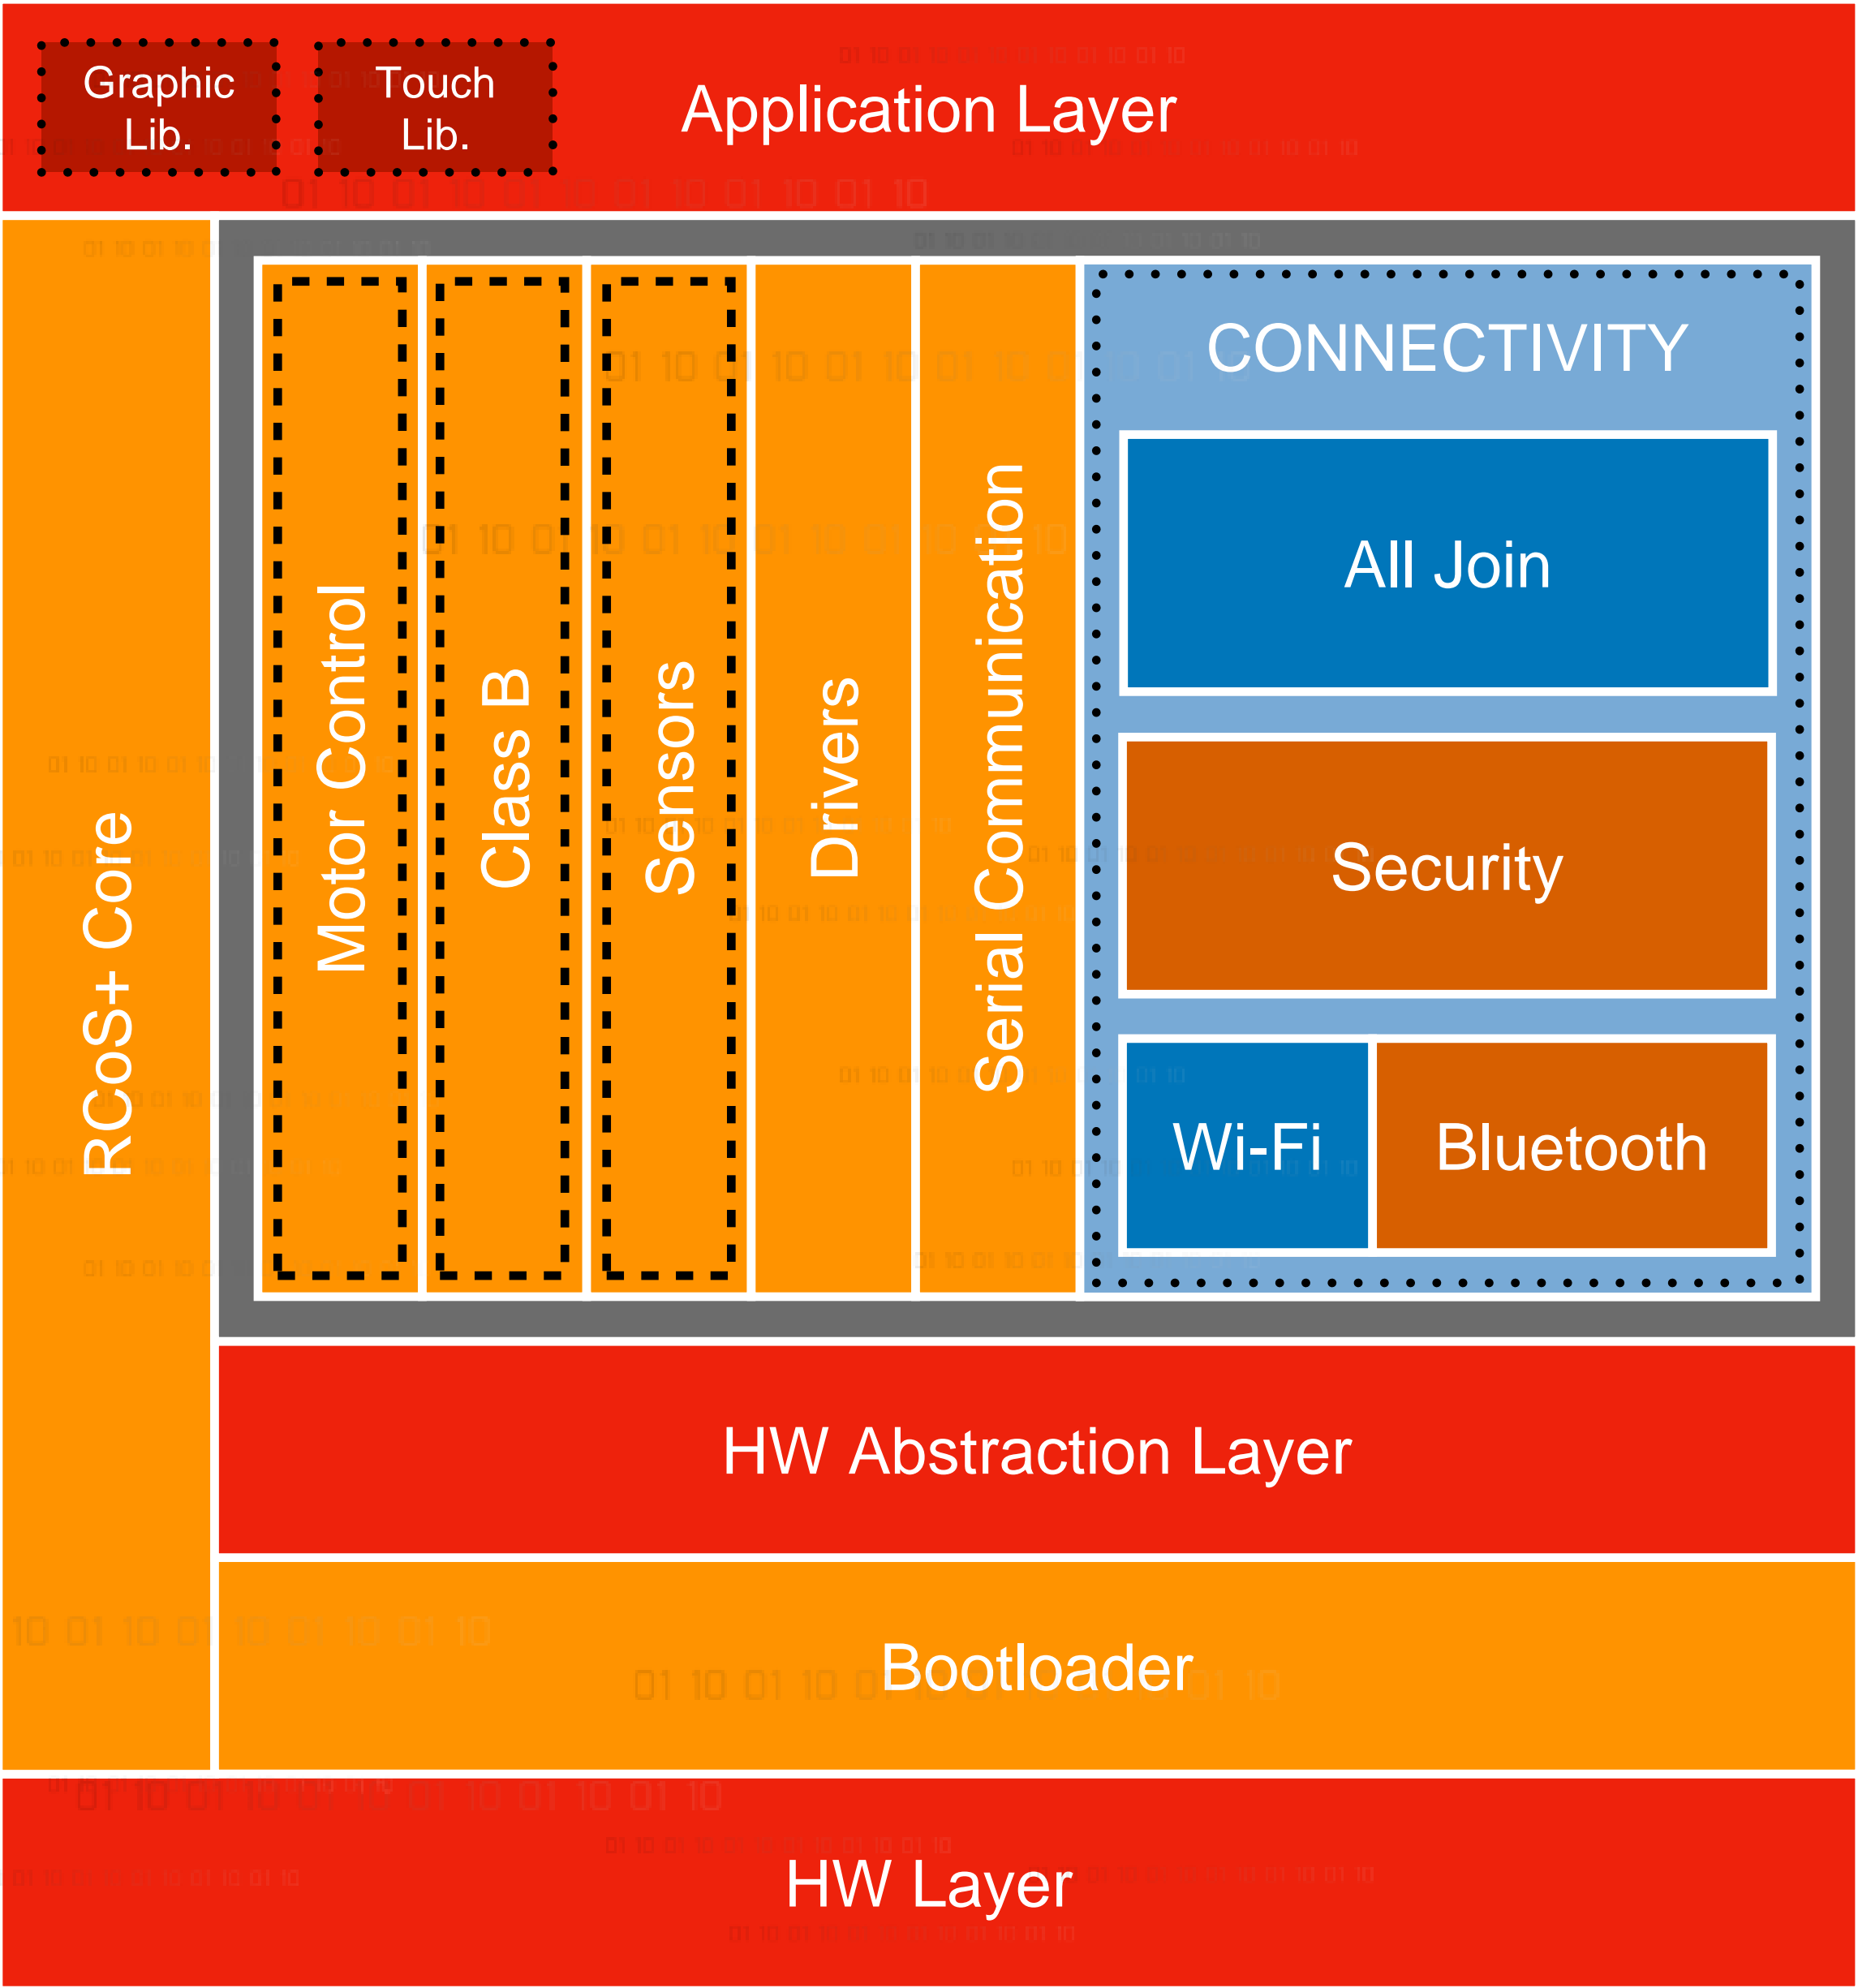 Graphic
Lib.
Touch
Lib.
Application Layer
RCoS+ Core
Motor Control
Class B
Sensors
Drivers
Serial Communication
CONNECTIVITY
All Join
Security
Wi-Fi
Bluetooth
HW Abstraction Layer
Bootloader
HW Layer